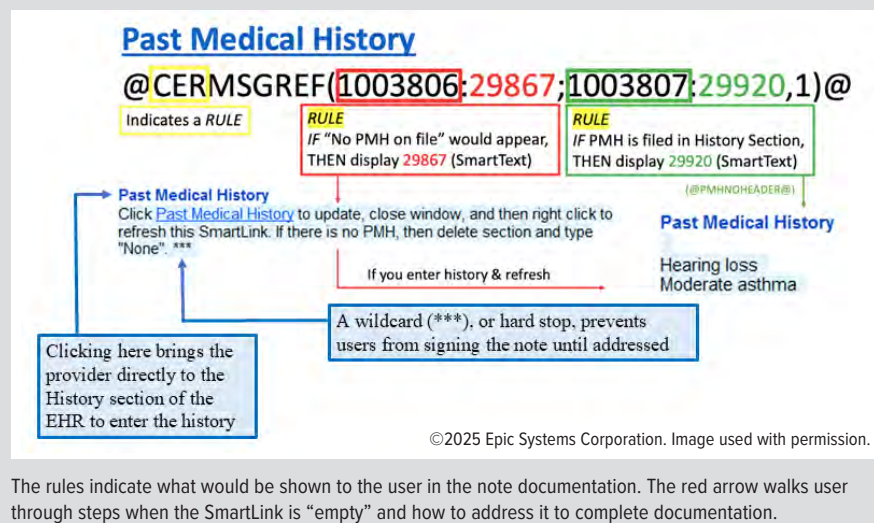 Past Medical History
@CERMSGREF(1003806:29867;1003807:29920,1)@
Indicates a RULE
RULE
IF “No PMH on file” would appear,
THEN display 29867 (SmartText)
RULE
IF PMH is filed in History Section,
THEN display 29920 (SmartText)
(@PMHNOHEADER@)
Past Medical History
Click Past Medical History to update, close window, and then right click to
refresh this SmartLink. If there is no PMH, then delete section and type
"None". ***
Past Medical History
Hearing loss
Moderate asthma
If you enter history & refresh
A wildcard (***), or hard stop, prevents
users from signing the note until addressed
Clicking here brings the
provider directly to the
History section of the
EHR to enter the history
©2025 Epic Systems Corporation. Image used with permission.
The rules indicate what would be shown to the user in the note documentation. The red arrow walks user
through steps when the SmartLink is “empty” and how to address it to complete documentation.